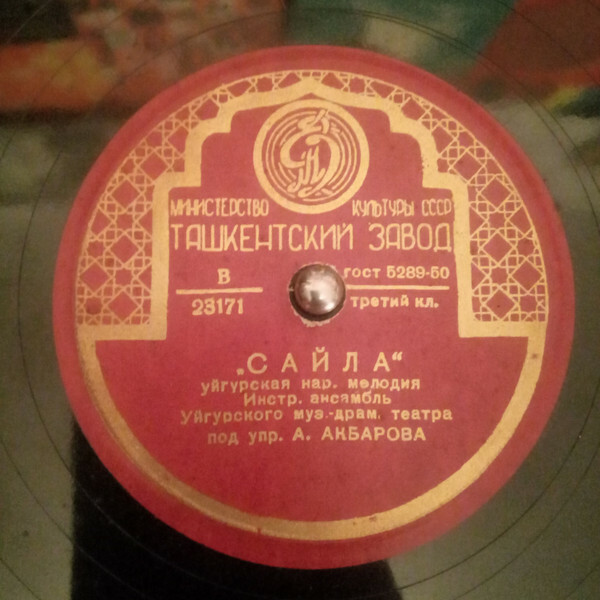 МИНИСТЕРСТВО КУЛЬТУРЫ СССР
ТАШКЕНТСКИЙ ЗАВОД
В
23171
ГОСТ 5289-50
третий кл.
„САЙЛА“
уйгурская нар. мелодия
Инстр. ансамбль
Уйгурского муз.-драм. театра
под упр. А. АКБАРОВА